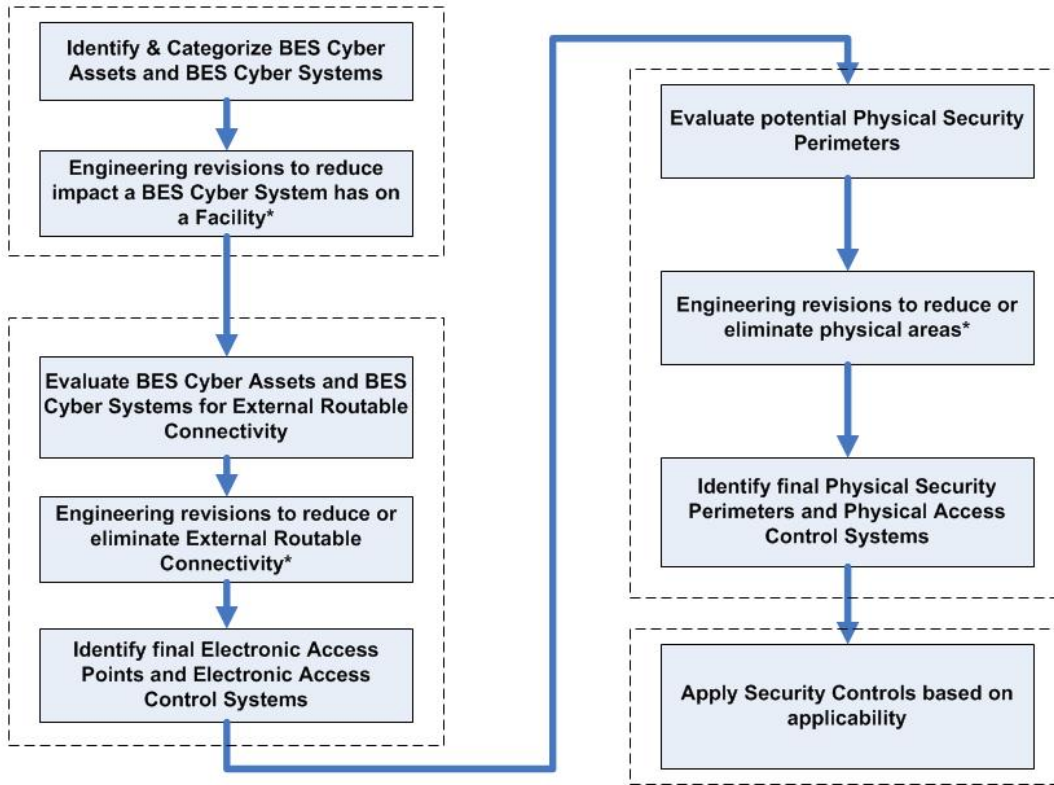 Identify & Categorize BES Cyber
Assets and BES Cyber Systems
Engineering revisions to reduce
impact a BES Cyber System has on
a Facility*
Evaluate BES Cyber Assets and BES
Cyber Systems for External Routable
Connectivity
Engineering revisions to reduce or
eliminate External Routable
Connectivity*
Identify final Electronic Access
Points and Electronic Access
Control Systems
Evaluate potential Physical Security
Perimeters
Engineering revisions to reduce or
eliminate physical areas*
Identify final Physical Security
Perimeters and Physical Access
Control Systems
Apply Security Controls based on
applicability